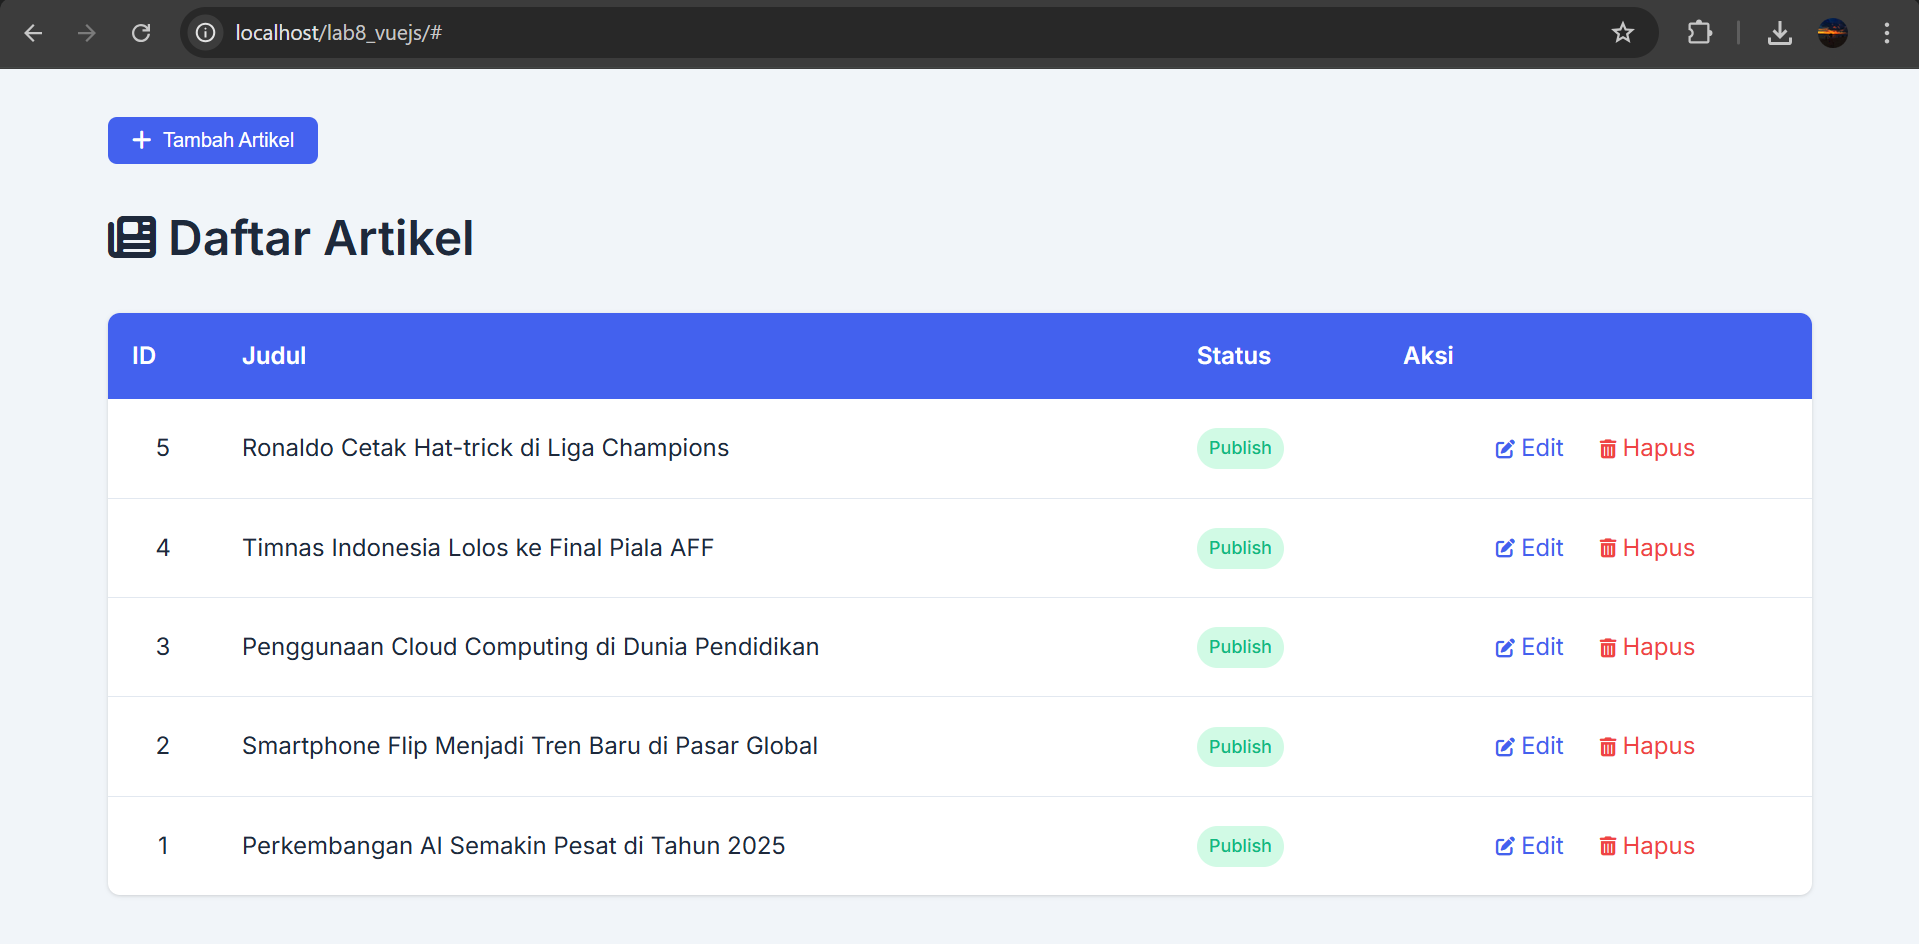 localhost/lab8_vuejs/#
Tambah Artikel
Daftar Artikel
ID Judul Status Aksi
5 Ronaldo Cetak Hat-trick di Liga Champions Publish Edit Hapus
4 Timnas Indonesia Lolos ke Final Piala AFF Publish Edit Hapus
3 Penggunaan Cloud Computing di Dunia Pendidikan Publish Edit Hapus
2 Smartphone Flip Menjadi Tren Baru di Pasar Global Publish Edit Hapus
1 Perkembangan AI Semakin Pesat di Tahun 2025 Publish Edit Hapus